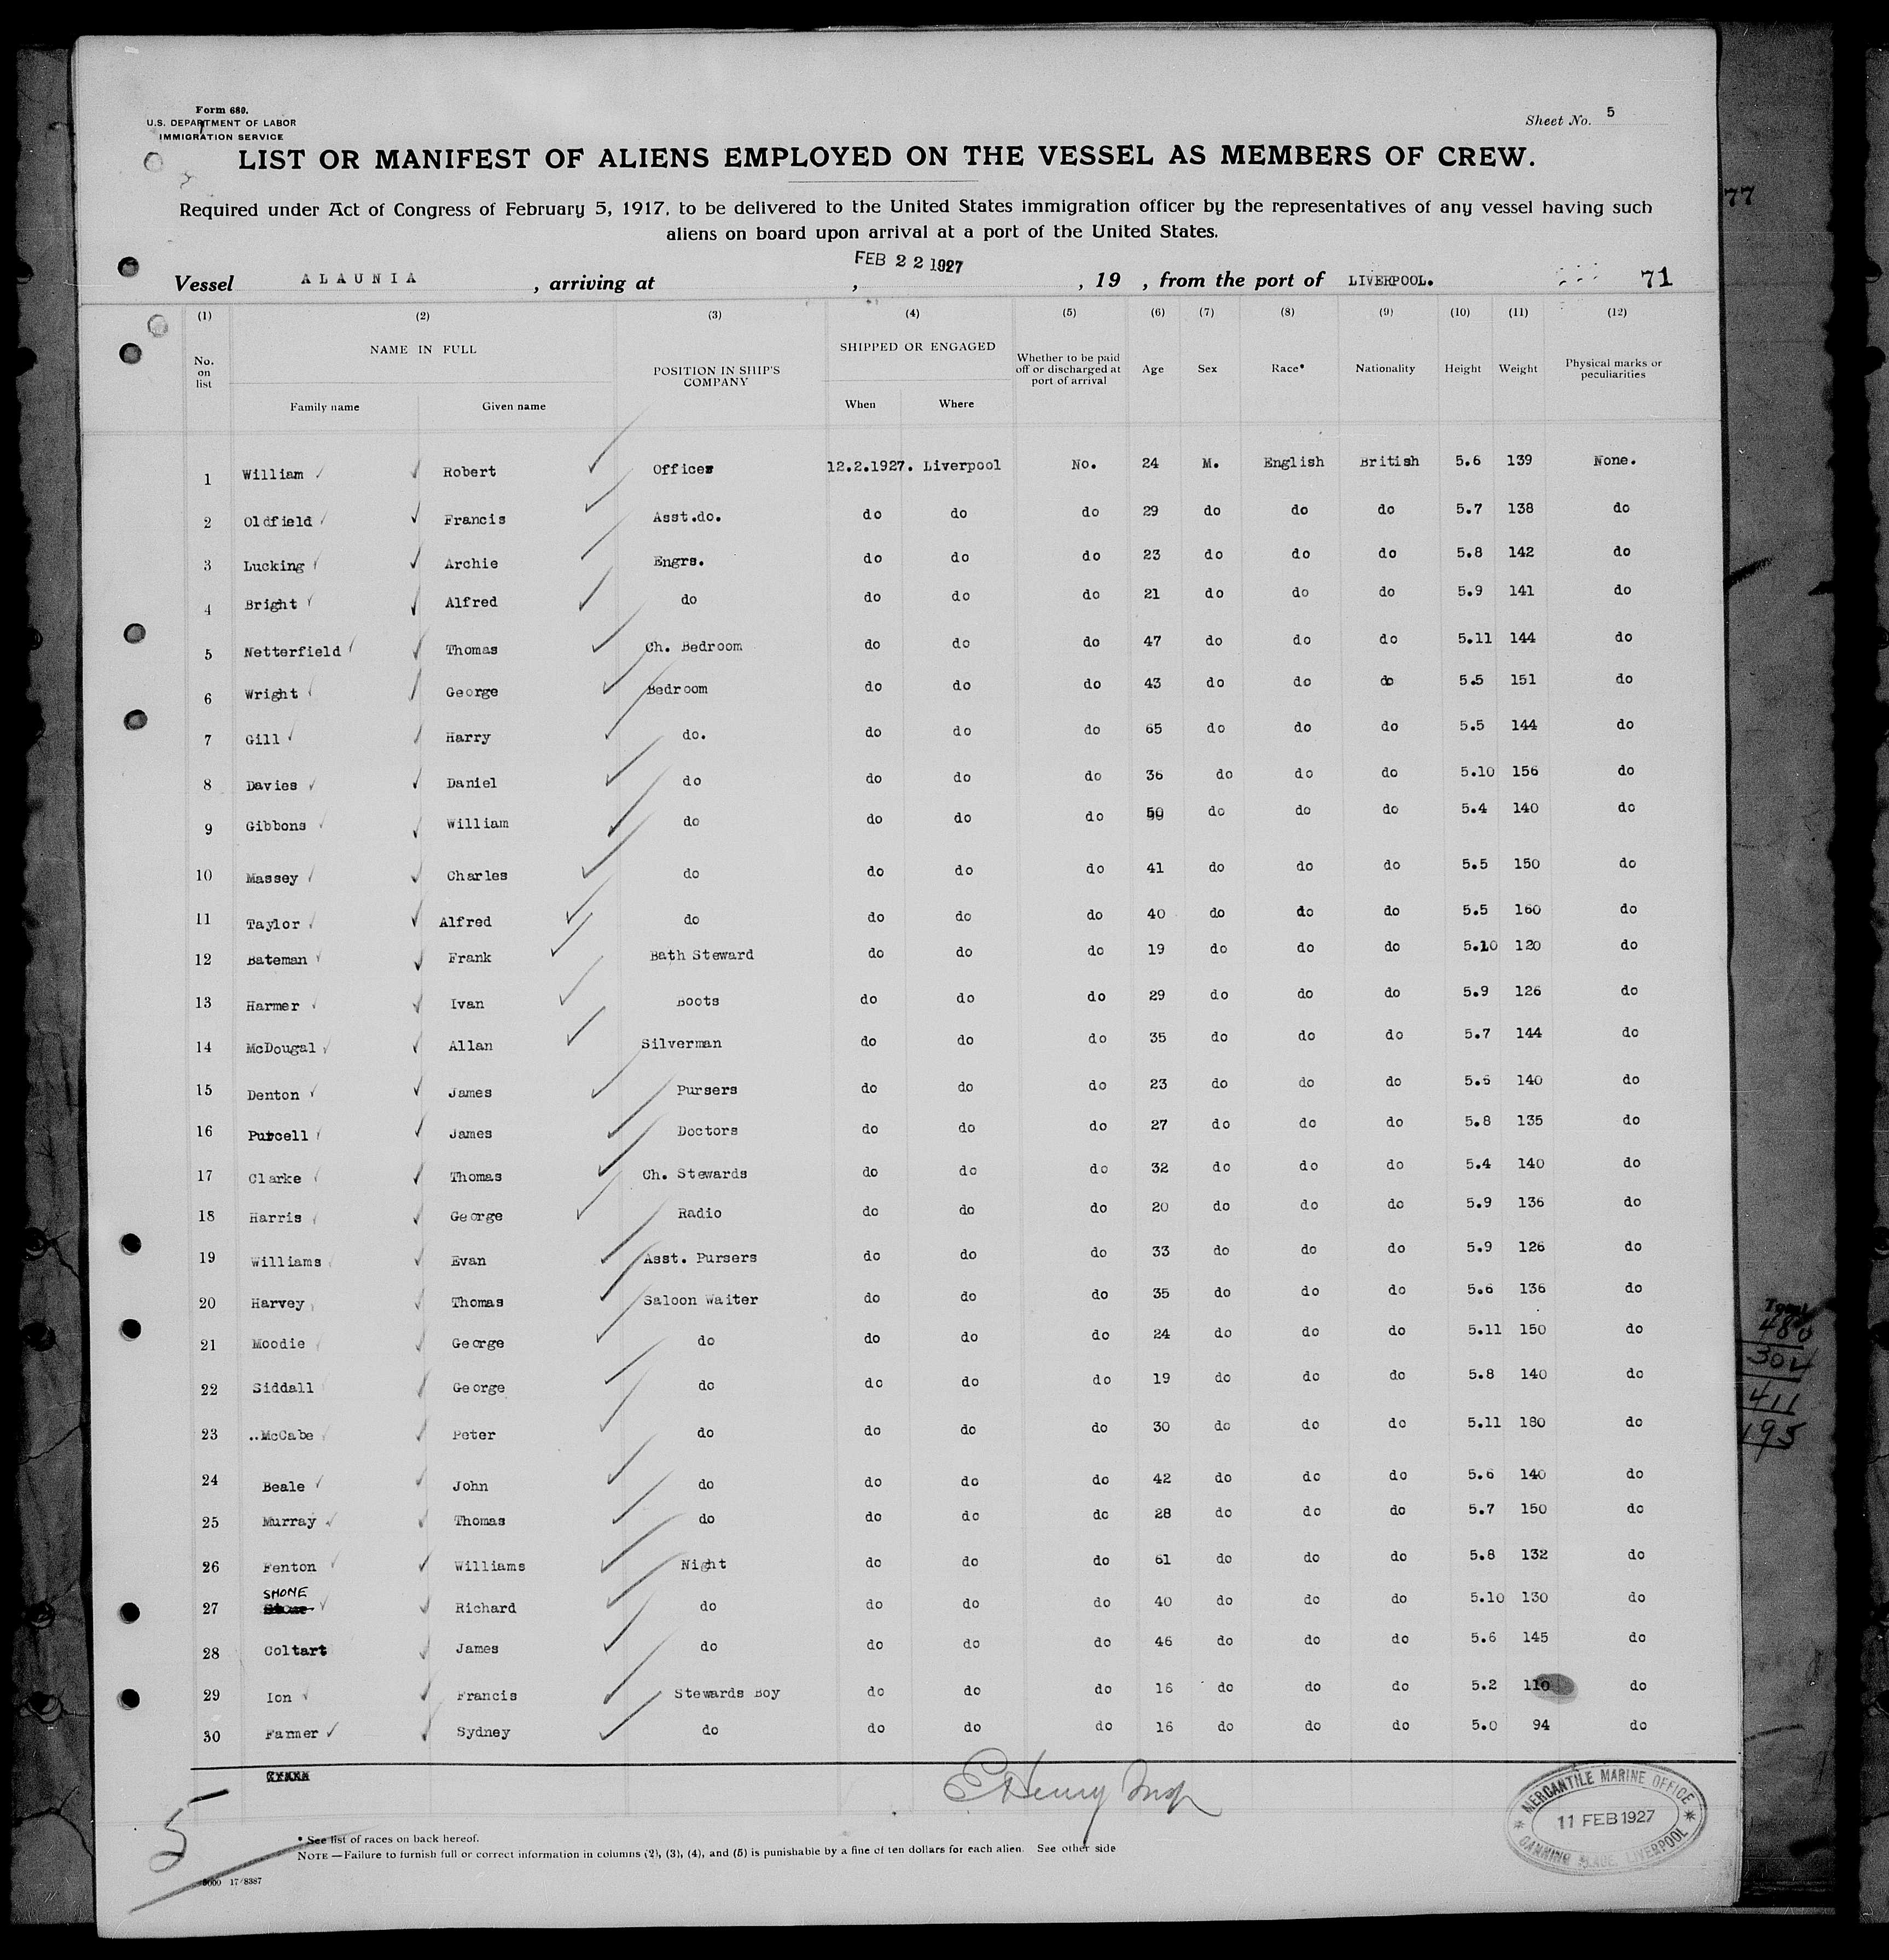 Form 680.
U.S. DEPARTMENT OF LABOR
IMMIGRATION SERVICE
Sheet No. 5
LIST OR MANIFEST OF ALIENS EMPLOYED ON THE VESSEL AS MEMBERS OF CREW.
Required under Act of Congress of February 5, 1917, to be delivered to the United States immigration officer by the representatives of any vessel having such
aliens on board upon arrival at a port of the United States.
77
Vessel ALAUNIA , arriving at , FEB 22 1927 , 19 , from the port of LIVERPOOL. 71
(1) (2) (3) (4) (5) (6) (7) (8) (9) (10) (11) (12)
No. on list NAME IN FULL Family name Given name POSITION IN SHIP'S COMPANY SHIPPED OR ENGAGED When Where Whether to be paid off or discharged at port of arrival Age Sex Race* Nationality Height Weight Physical marks or peculiarities
1 William Robert Offices 12.2.1927. Liverpool No. 24 M. English British 5.6 139 None.
2 Oldfield Francis Asst.do. do do do 29 do do do 5.7 138 do
3 Lucking Archie Engrs. do do do 23 do do do 5.8 142 do
4 Bright Alfred do do do do 21 do do do 5.9 141 do
5 Netterfield Thomas Ch. Bedroom do do do 47 do do do 5.11 144 do
6 Wright George Bedroom do do do 43 do do do 5.5 151 do
7 Gill Harry do. do do do 65 do do do 5.5 144 do
8 Davies Daniel do do do do 36 do do do 5.10 156 do
9 Gibbons William do do do do 50 do do do 5.4 140 do
10 Massey Charles do do do do 41 do do do 5.5 150 do
11 Taylor Alfred do do do do 40 do do do 5.5 160 do
12 Bateman Frank Bath Steward do do do 19 do do do 5.10 120 do
13 Harmer Ivan Boots do do do 29 do do do 5.9 126 do
14 McDougal Allan Silverman do do do 35 do do do 5.7 144 do
15 Denton James Pursers do do do 23 do do do 5.6 140 do
16 Purcell James Doctors do do do 27 do do do 5.8 135 do
17 Clarke Thomas Ch. Stewards do do do 32 do do do 5.4 140 do
18 Harris George Radio do do do 20 do do do 5.9 136 do
19 Williams Evan Asst. Pursers do do do 33 do do do 5.9 126 do
20 Harvey Thomas Saloon Waiter do do do 35 do do do 5.6 136 do
21 Moodie George do do do do 24 do do do 5.11 150 do
22 Siddall George do do do do 19 do do do 5.8 140 do
23 ..McCabe Peter do do do do 30 do do do 5.11 180 do
24 Beale John do do do do 42 do do do 5.6 140 do
25 Murray Thomas do do do do 28 do do do 5.7 150 do
26 Fenton Williams Night do do do 61 do do do 5.8 132 do
27 SHONE Richard do do do do 40 do do do 5.10 130 do
28 Coltart James do do do do 46 do do do 5.6 145 do
29 Ion Francis Stewards Boy do do do 16 do do do 5.2 110 do
30 Farmer Sydney do do do do 16 do do do 5.0 94 do
480
304
411
195
5
MERCANTILE MARINE OFFICE
11 FEB 1927
CANNING PLACE, LIVERPOOL
* See list of races on back hereof.
NOTE—Failure to furnish full or correct information in columns (2), (3), (4), and (5) is punishable by a fine of ten dollars for each alien. See other side
5000 17/8387